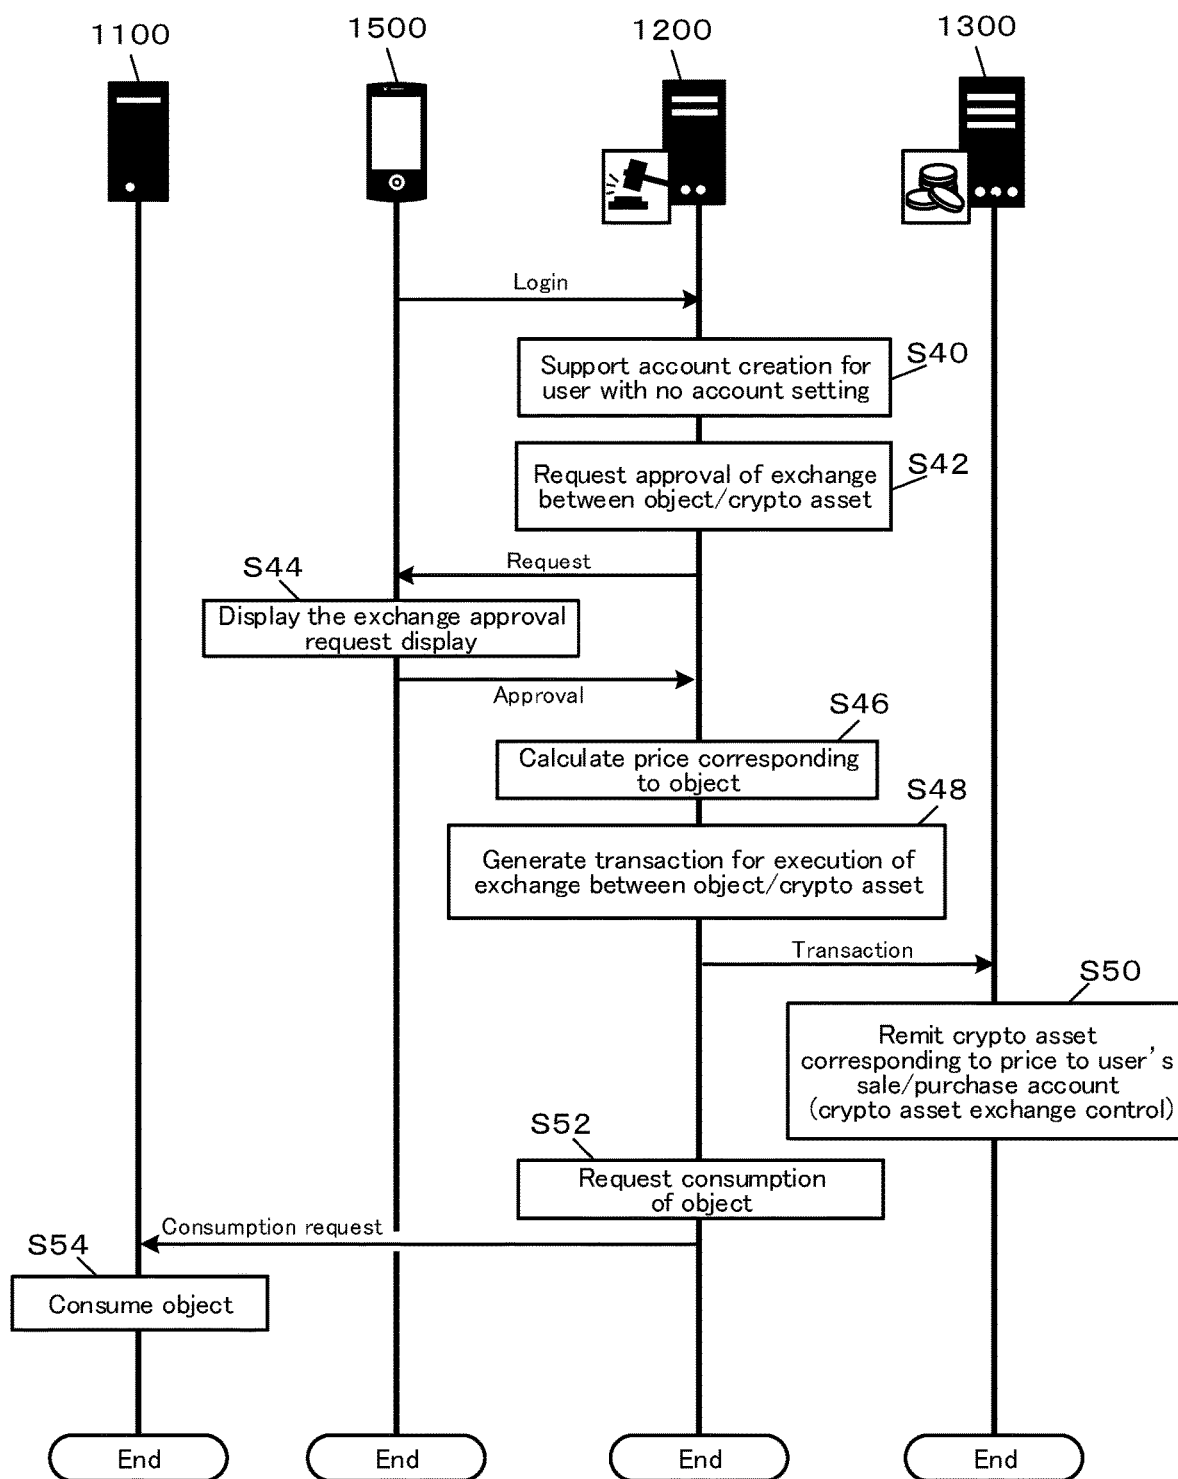 1100
1500
1200
1300
Login
S40
Support account creation for
user with no account setting
S42
Request approval of exchange
between object/crypto asset
Request
S44
Display the exchange approval
request display
Approval
S46
Calculate price corresponding
to object
S48
Generate transaction for execution of
exchange between object/crypto asset
Transaction
S50
Remit crypto asset
corresponding to price to user's
sale/purchase account
(crypto asset exchange control)
S52
Request consumption
of object
Consumption request
S54
Consume object
End
End
End
End